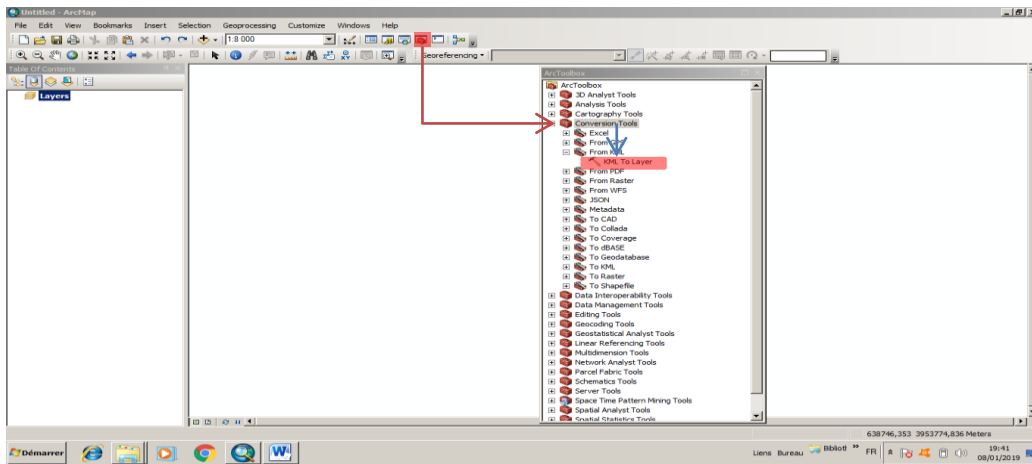 Untitled - ArcMap
File Edit View Bookmarks Insert Selection Geoprocessing Customize Windows Help
1:8 000
Georeferencing
Table Of Contents
Layers
ArcToolbox
ArcToolbox
3D Analyst Tools
Analysis Tools
Cartography Tools
Conversion Tools
Excel
From
From KML
KML To Layer
From PDF
From Raster
From WFS
JSON
Metadata
To CAD
To Collada
To Coverage
To dBASE
To Geodatabase
To KML
To Raster
To Shapefile
Data Interoperability Tools
Data Management Tools
Editing Tools
Geocoding Tools
Geostatistical Analyst Tools
Linear Referencing Tools
Multidimension Tools
Network Analyst Tools
Parcel Fabric Tools
Schematics Tools
Server Tools
Space Time Pattern Mining Tools
Spatial Analyst Tools
Spatial Statistics Tools
638746,353 3953774,836 Meters
Démarrer
Liens Bureau Bibliotl » FR
19:41
08/01/2019